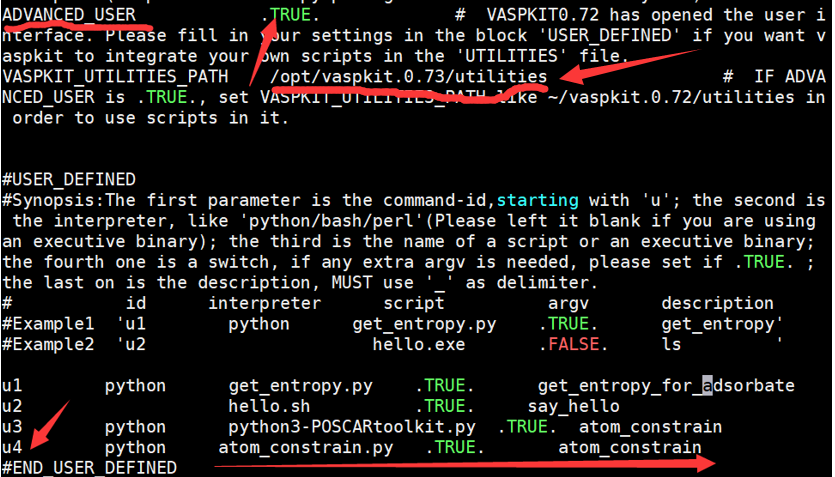 ADVANCED_USER .TRUE. # VASPKIT0.72 has opened the user i
nterface. Please fill in your settings in the block 'USER_DEFINED' if you want v
aspkit to integrate your own scripts in the 'UTILITIES' file.
VASPKIT_UTILITIES_PATH /opt/vaspkit.0.73/utilities # IF ADVA
NCED_USER is .TRUE., set VASPKIT_UTILITIES_PATH like ~/vaspkit.0.72/utilities in
order to use scripts in it.
#USER_DEFINED
#Synopsis:The first parameter is the command-id,starting with 'u'; the second is
the interpreter, like 'python/bash/perl'(Please left it blank if you are using
an executive binary); the third is the name of a script or an executive binary;
the fourth one is a switch, if any extra argv is needed, please set if .TRUE. ;
the last on is the description, MUST use '_' as delimiter.
# id interpreter script argv description
#Example1 'u1 python get_entropy.py .TRUE. get_entropy'
#Example2 'u2 hello.exe .FALSE. ls '
u1 python get_entropy.py .TRUE. get_entropy_for_adsorbate
u2 hello.sh .TRUE. say_hello
u3 python python3-POSCARtoolkit.py .TRUE. atom_constrain
u4 python atom_constrain.py .TRUE. atom_constrain
#END_USER_DEFINED